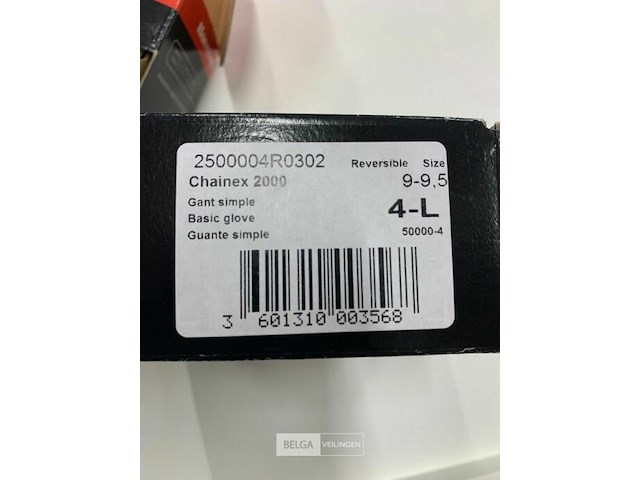 2500004R0302 Reversible Size
Chainex 2000 9-9,5
Gant simple
Basic glove 4-L
Guante simple 50000-4
3 601310 003568
BELGA VEILINGEN